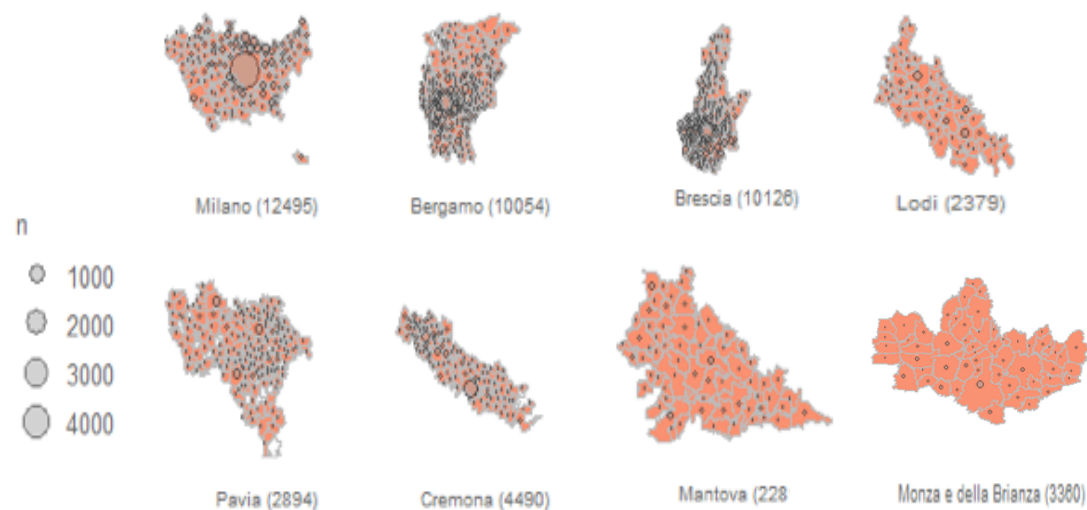 Milano (12495)
Bergamo (10054)
Brescia (10126)
Lodi (2379)
n
1000
2000
3000
4000
Pavia (2894)
Cremona (4490)
Mantova (228
Monza e della Brianza (3360)